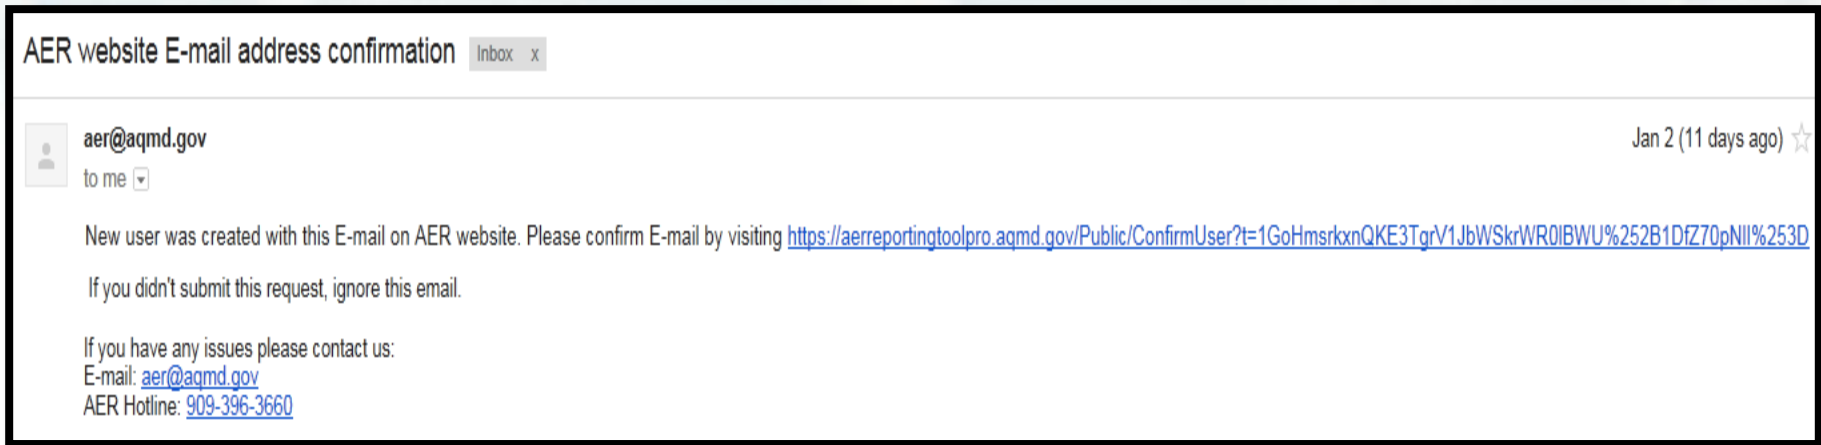 AER website E-mail address confirmation Inbox x
aer@aqmd.gov Jan 2 (11 days ago)
to me
New user was created with this E-mail on AER website. Please confirm E-mail by visiting https://aerreportingtoolpro.aqmd.gov/Public/ConfirmUser?t=1GoHmsrkxnQKE3TgrV1JbWSkrWR0lBWU%252B1DfZ70pNlI%253D
If you didn't submit this request, ignore this email.
If you have any issues please contact us:
E-mail: aer@aqmd.gov
AER Hotline: 909-396-3660